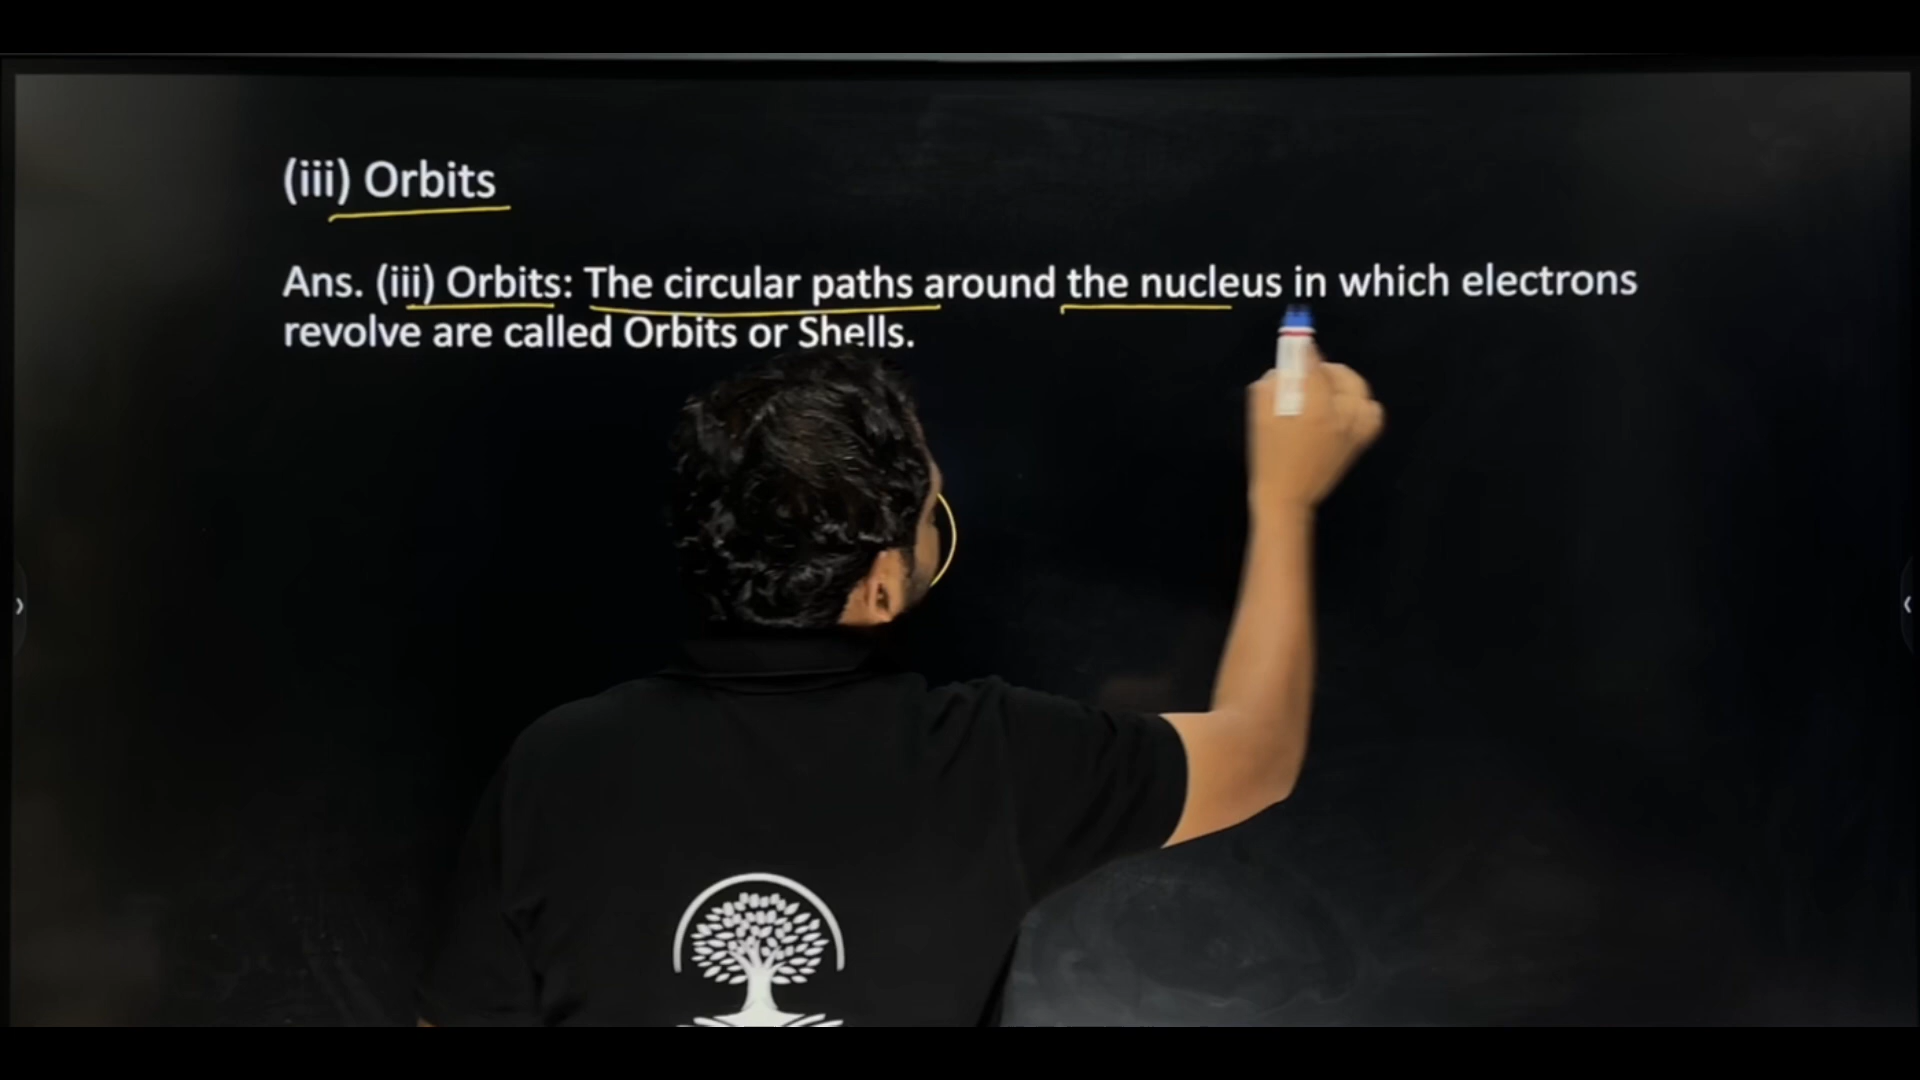 (iii) Orbits
Ans. (iii) Orbits: The circular paths around the nucleus in which electrons
revolve are called Orbits or Shells.